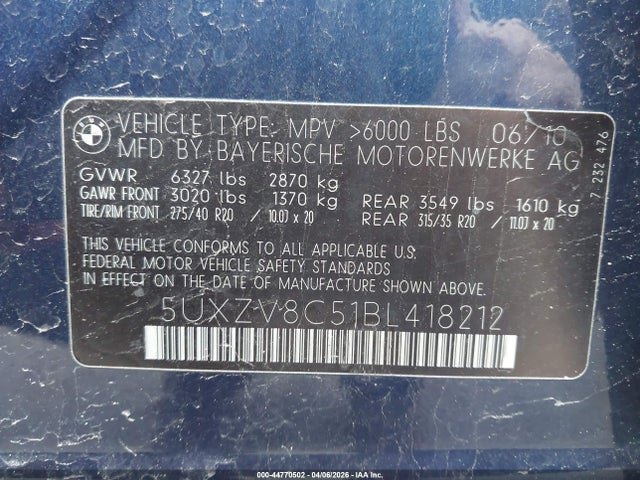 BMW
VEHICLE TYPE: MPV >6000 LBS 06/10
MFD BY: BAYERISCHE MOTORENWERKE AG
GVWR 6327 lbs 2870 kg
GAWR FRONT 3020 lbs 1370 kg REAR 3549 lbs 1610 kg
TIRE/RIM FRONT 275/40 R20 / 10.0J x 20 REAR 315/35 R20 / 11.0J x 20
THIS VEHICLE CONFORMS TO ALL APPLICABLE U.S.
FEDERAL MOTOR VEHICLE SAFETY STANDARDS
IN EFFECT ON THE DATE OF MANUFACTURE SHOWN ABOVE.
5UXZV8C51BL418212
7 232 476
000-44770502 - 04/06/2026 - IAA Inc.